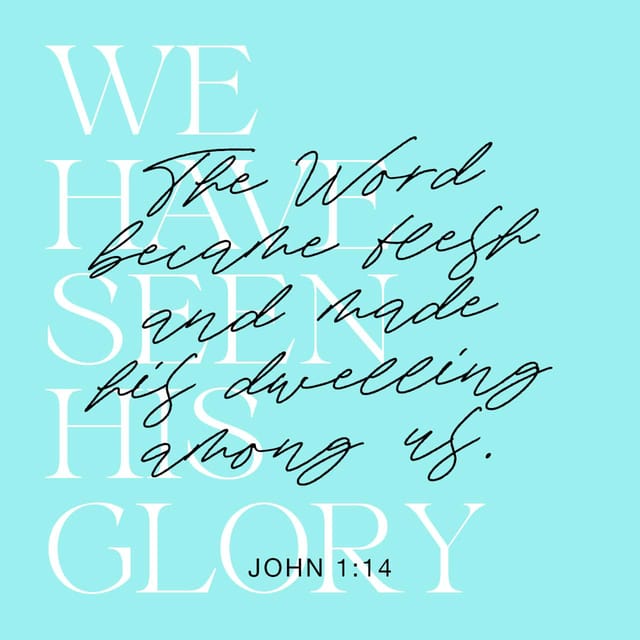 WE
HAVE
SEEN
HIS
GLORY
The Word
became flesh
and made
his dwelling
among us.
JOHN 1:14